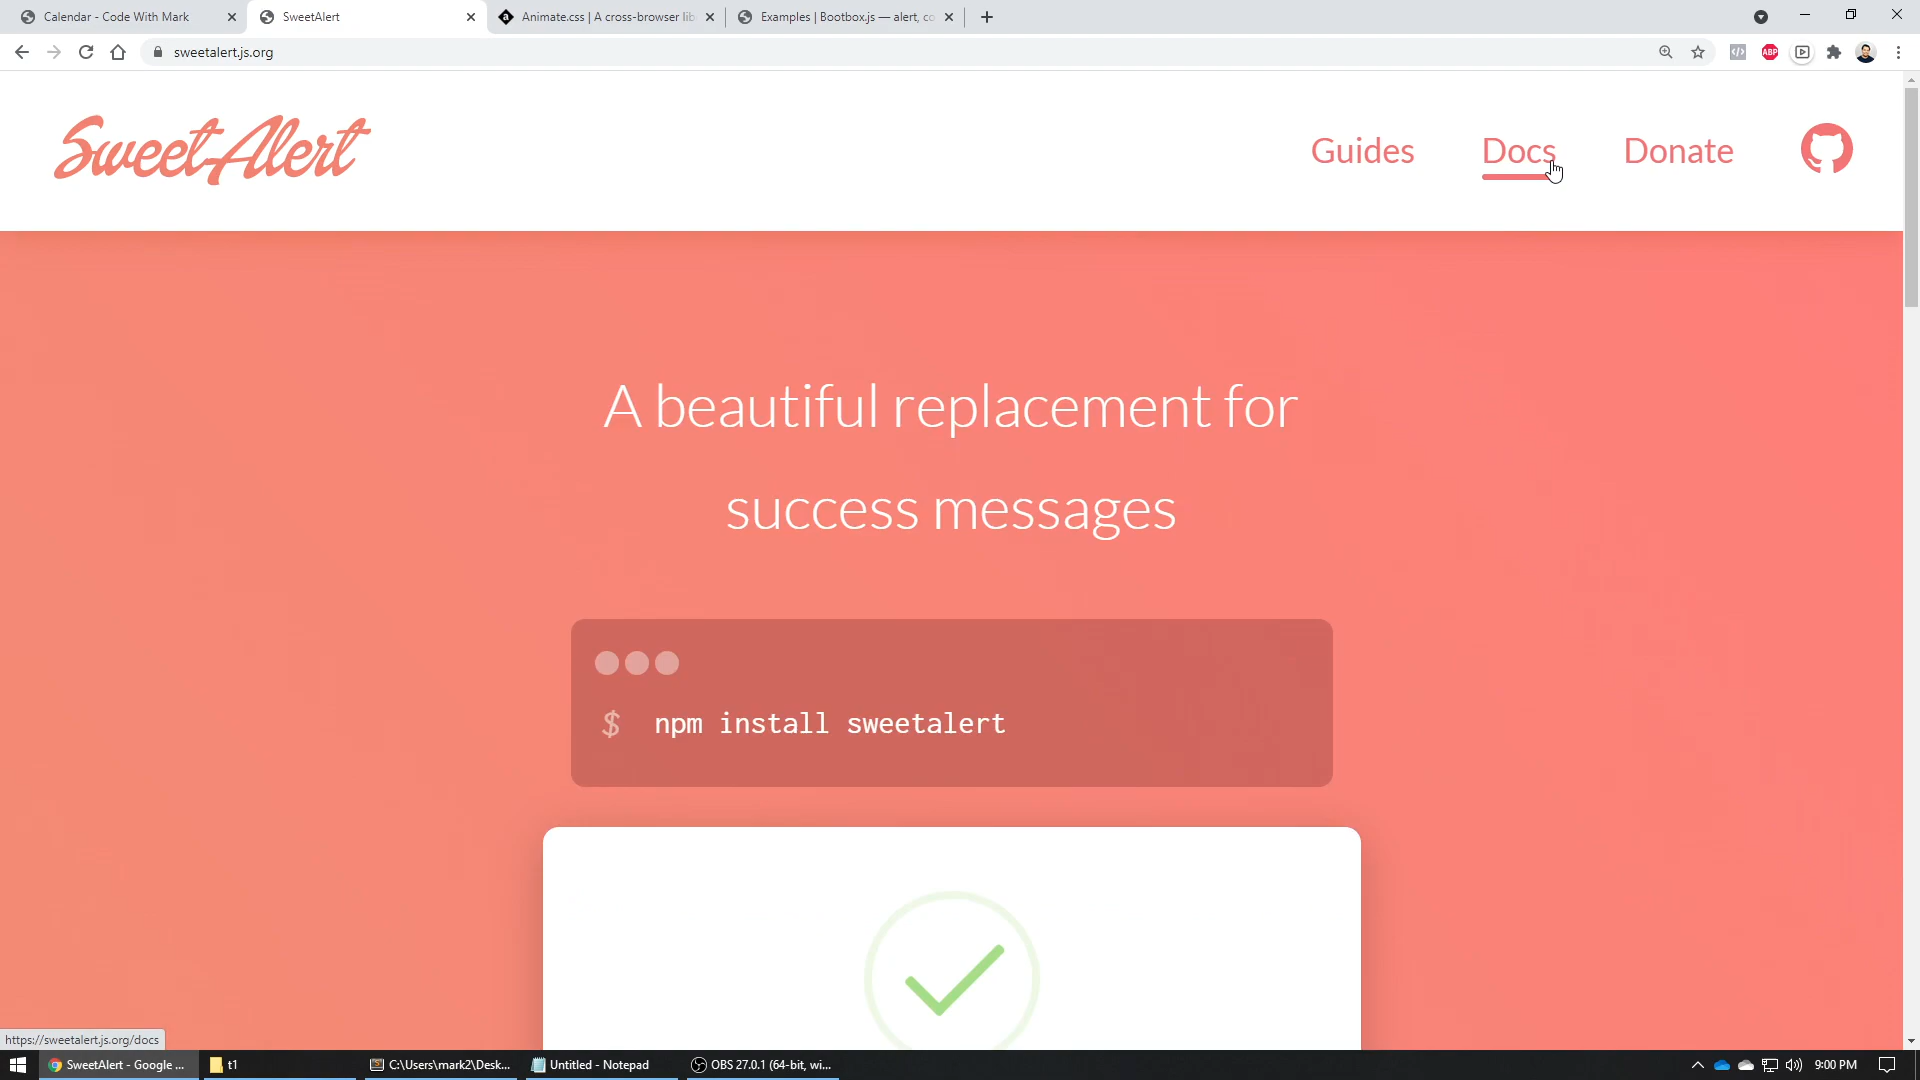 Calendar - Code With Mark
SweetAlert
Animate.css | A cross-browser lib
Examples | Bootbox.js — alert, co
sweetalert.js.org
ABP
SweetAlert
Guides
Docs
Donate
A beautiful replacement for
success messages
$ npm install sweetalert
https://sweetalert.js.org/docs
SweetAlert - Google ...
t1
C:\Users\mark2\Desk...
Untitled - Notepad
OBS 27.0.1 (64-bit, wi...
9:00 PM